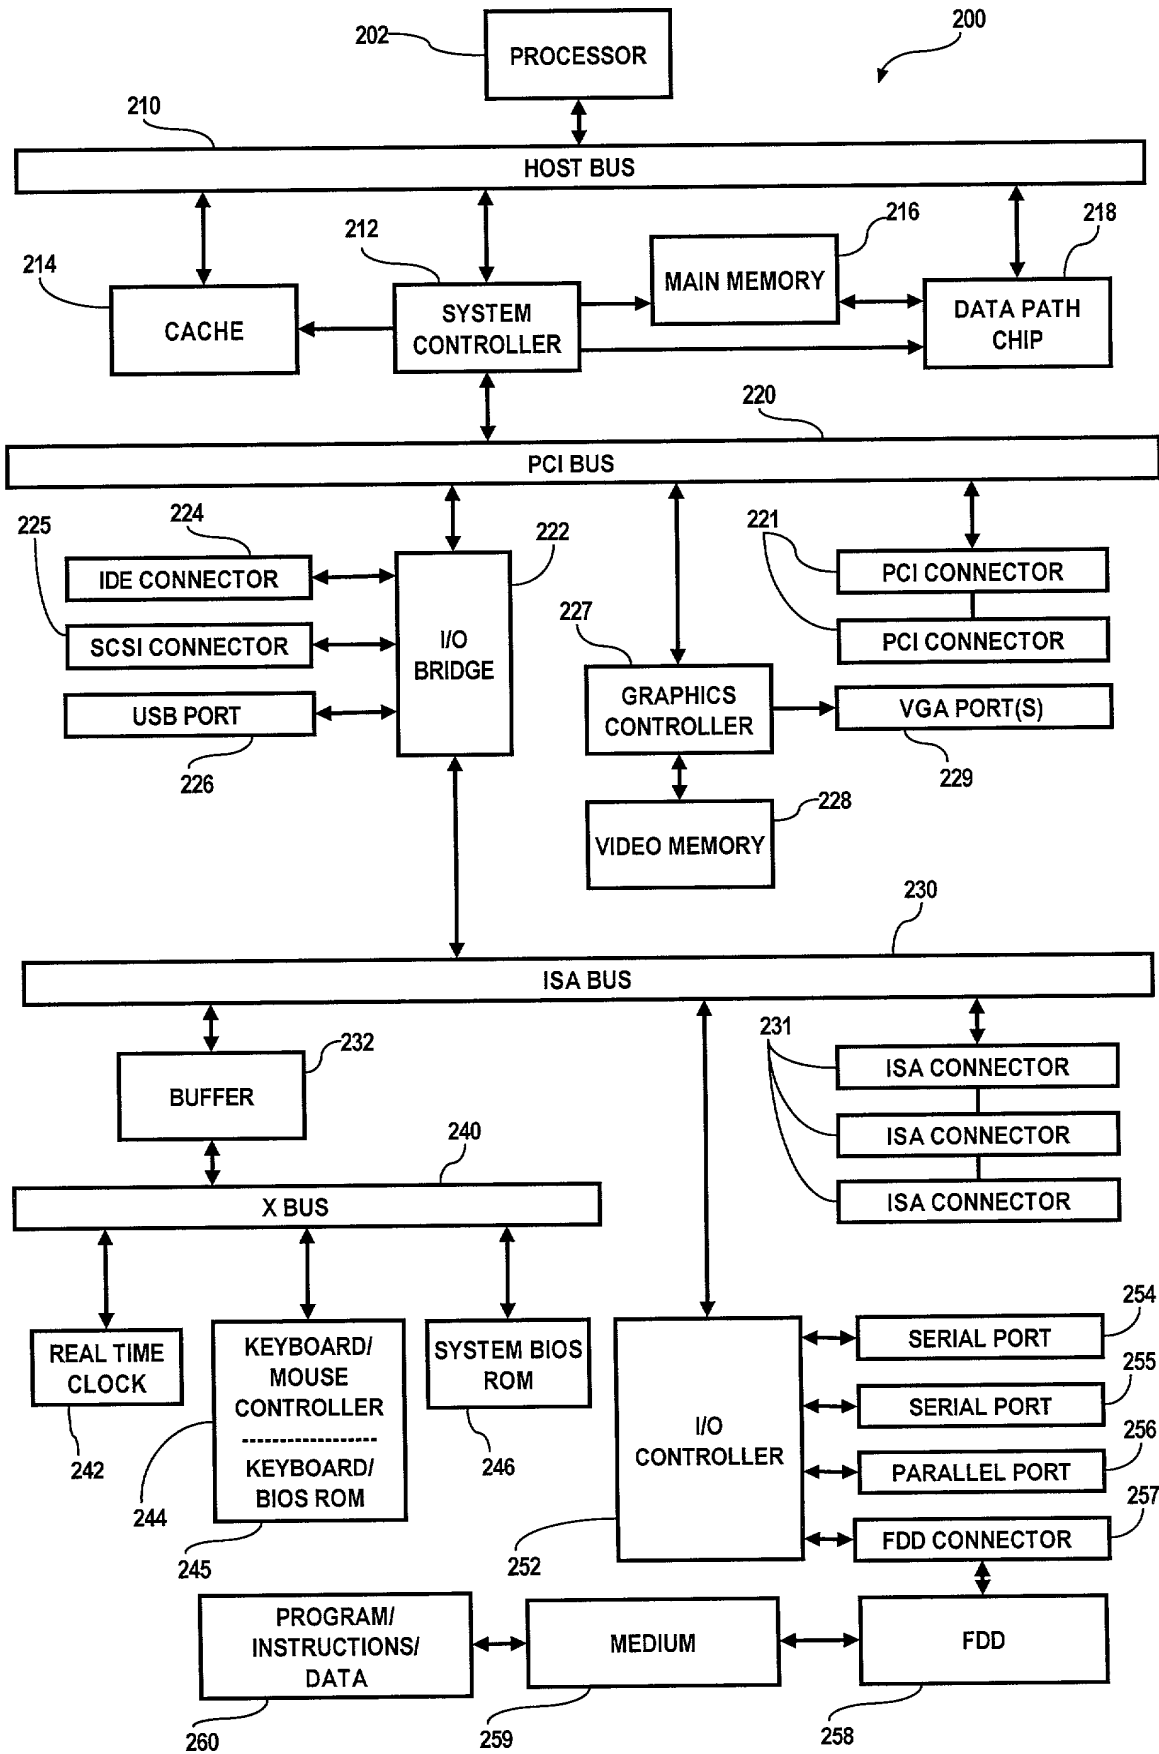 202
PROCESSOR
200
210
HOST BUS
212
216
218
214
MAIN MEMORY
CACHE
SYSTEM
CONTROLLER
DATA PATH
CHIP
220
PCI BUS
225
224
222
221
IDE CONNECTOR
PCI CONNECTOR
227
SCSI CONNECTOR
I/O
BRIDGE
PCI CONNECTOR
USB PORT
GRAPHICS
CONTROLLER
VGA PORT(S)
226
229
228
VIDEO MEMORY
230
ISA BUS
232
231
ISA CONNECTOR
BUFFER
ISA CONNECTOR
240
ISA CONNECTOR
X BUS
254
REAL TIME
CLOCK
KEYBOARD/
MOUSE
CONTROLLER
KEYBOARD/
BIOS ROM
SYSTEM BIOS
ROM
SERIAL PORT
255
SERIAL PORT
I/O
CONTROLLER
256
242
246
PARALLEL PORT
257
244
FDD CONNECTOR
245
252
PROGRAM/
INSTRUCTIONS/
DATA
MEDIUM
FDD
260
259
258